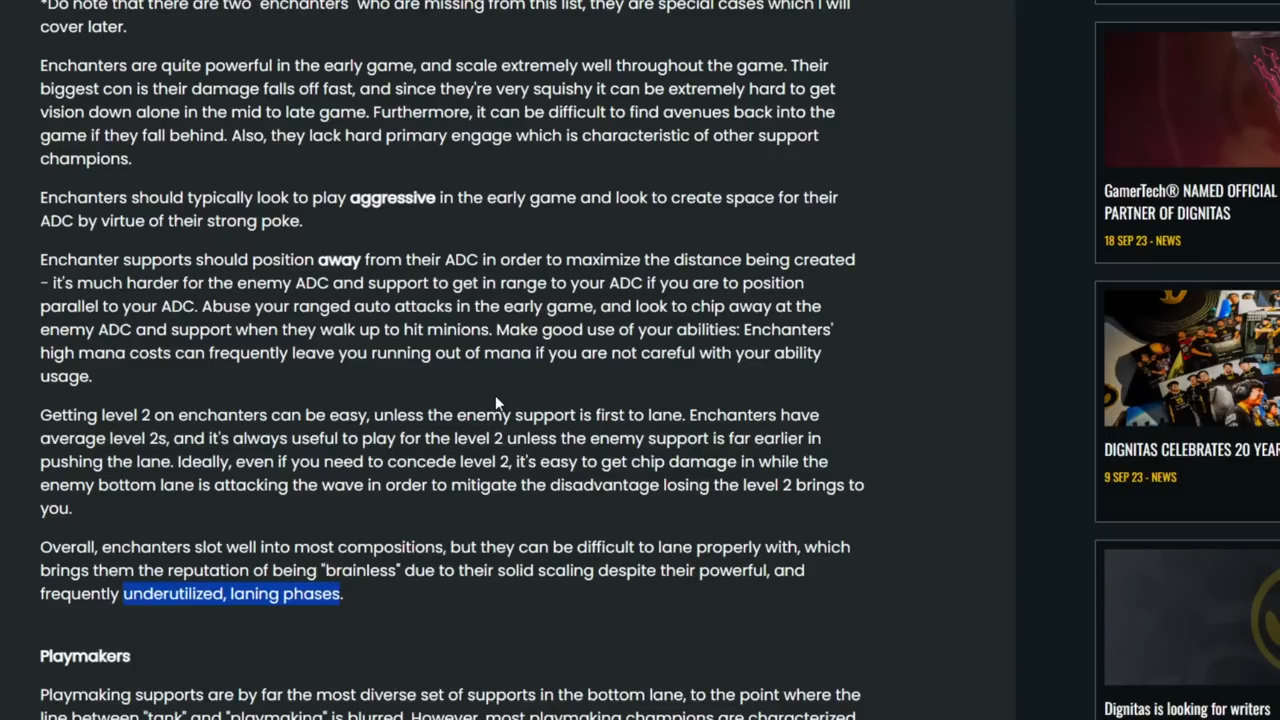 *Do note that there are two "enchanters" who are missing from this list, they are special cases which I will
cover later.
Enchanters are quite powerful in the early game, and scale extremely well throughout the game. Their
biggest con is their damage falls off fast, and since they're very squishy it can be extremely hard to get
vision down alone in the mid to late game. Furthermore, it can be difficult to find avenues back into the
game if they fall behind. Also, they lack hard primary engage which is characteristic of other support
champions.
Enchanters should typically look to play aggressive in the early game and look to create space for their
ADC by virtue of their strong poke.
Enchanter supports should position away from their ADC in order to maximize the distance being created
- it's much harder for the enemy ADC and support to get in range to your ADC if you are to position
parallel to your ADC. Abuse your ranged auto attacks in the early game, and look to chip away at the
enemy ADC and support when they walk up to hit minions. Make good use of your abilities: Enchanters'
high mana costs can frequently leave you running out of mana if you are not careful with your ability
usage.
Getting level 2 on enchanters can be easy, unless the enemy support is first to lane. Enchanters have
average level 2s, and it's always useful to play for the level 2 unless the enemy support is far earlier in
pushing the lane. Ideally, even if you need to concede level 2, it's easy to get chip damage in while the
enemy bottom lane is attacking the wave in order to mitigate the disadvantage losing the level 2 brings to
you.
Overall, enchanters slot well into most compositions, but they can be difficult to lane properly with, which
brings them the reputation of being "brainless" due to their solid scaling despite their powerful, and
frequently underutilized, laning phases.
Playmakers
Playmaking supports are by far the most diverse set of supports in the bottom lane, to the point where the
line between "tank" and "playmaking" is blurred. However, most playmaking champions are characterized
GamerTech® NAMED OFFICIAL
PARTNER OF DIGNITAS
18 SEP 23 - NEWS
DIGNITAS CELEBRATES 20 YEA
9 SEP 23 - NEWS
Dignitas is looking for writers